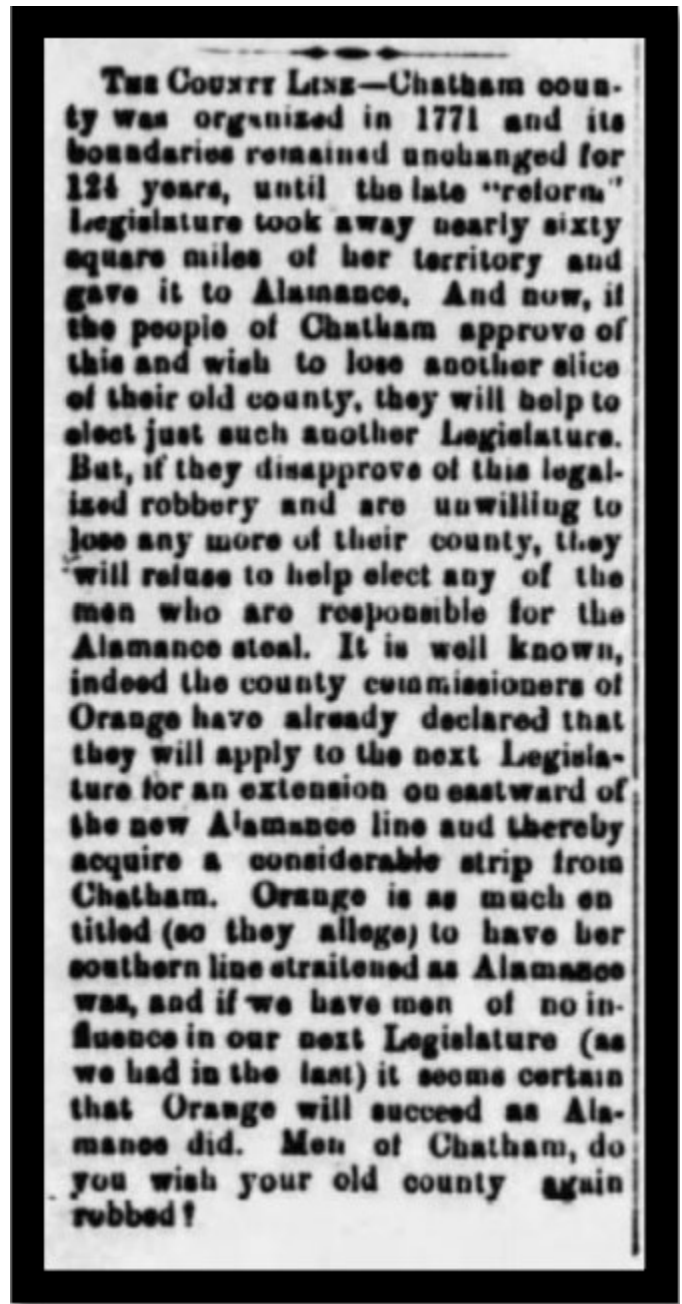 THE COUNTY LINE—Chatham coun-
ty was organized in 1771 and its
boundaries remained unchanged for
124 years, until the late "reform"
Legislature took away nearly sixty
square miles of her territory and
gave it to Alamance. And now, if
the people of Chatham approve of
this and wish to lose another slice
of their old county, they will help to
elect just such another Legislature.
But, if they disapprove of this legal-
ized robbery and are unwilling to
lose any more of their county, they
will refuse to help elect any of the
men who are responsible for the
Alamance steal. It is well known,
indeed the county commissioners of
Orange have already declared that
they will apply to the next Legisla-
ture for an extension on eastward of
the new Alamance line and thereby
acquire a considerable strip from
Chatham. Orange is as much en
titled (so they allege) to have her
southern line straitened as Alamance
was, and if we have men of no in-
fluence in our next Legislature (as
we had in the last) it seems certain
that Orange will succeed as Ala-
mance did. Men of Chatham, do
you wish your old county again
robbed?